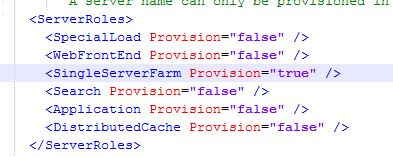 A server name can only be provisioned in
<ServerRoles>
<SpecialLoad Provision="false" />
<WebFrontEnd Provision="false" />
<SingleServerFarm Provision="true" />
<Search Provision="false" />
<Application Provision="false" />
<DistributedCache Provision="false" />
</ServerRoles>